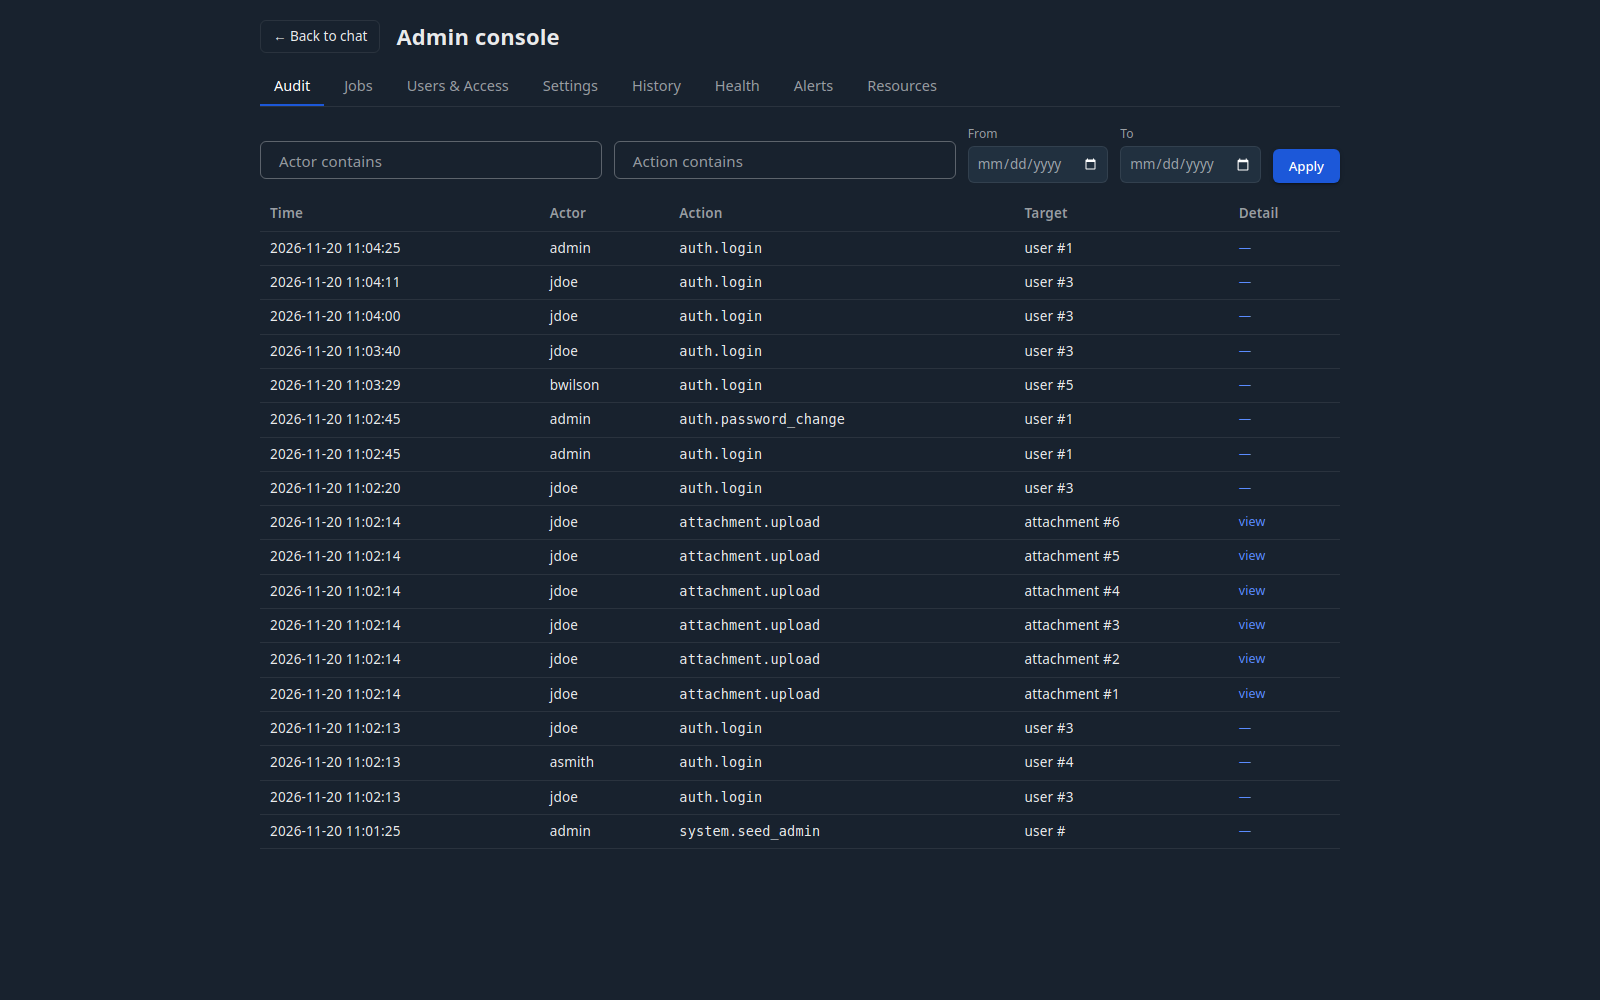 ← Back to chat Admin console
Audit Jobs Users & Access Settings History Health Alerts Resources
From To
Actor contains Action contains mm/dd/yyyy mm/dd/yyyy Apply
Time Actor Action Target Detail
2026-11-20 11:04:25 admin auth.login user #1 —
2026-11-20 11:04:11 jdoe auth.login user #3 —
2026-11-20 11:04:00 jdoe auth.login user #3 —
2026-11-20 11:03:40 jdoe auth.login user #3 —
2026-11-20 11:03:29 bwilson auth.login user #5 —
2026-11-20 11:02:45 admin auth.password_change user #1 —
2026-11-20 11:02:45 admin auth.login user #1 —
2026-11-20 11:02:20 jdoe auth.login user #3 —
2026-11-20 11:02:14 jdoe attachment.upload attachment #6 view
2026-11-20 11:02:14 jdoe attachment.upload attachment #5 view
2026-11-20 11:02:14 jdoe attachment.upload attachment #4 view
2026-11-20 11:02:14 jdoe attachment.upload attachment #3 view
2026-11-20 11:02:14 jdoe attachment.upload attachment #2 view
2026-11-20 11:02:14 jdoe attachment.upload attachment #1 view
2026-11-20 11:02:13 jdoe auth.login user #3 —
2026-11-20 11:02:13 asmith auth.login user #4 —
2026-11-20 11:02:13 jdoe auth.login user #3 —
2026-11-20 11:01:25 admin system.seed_admin user # —